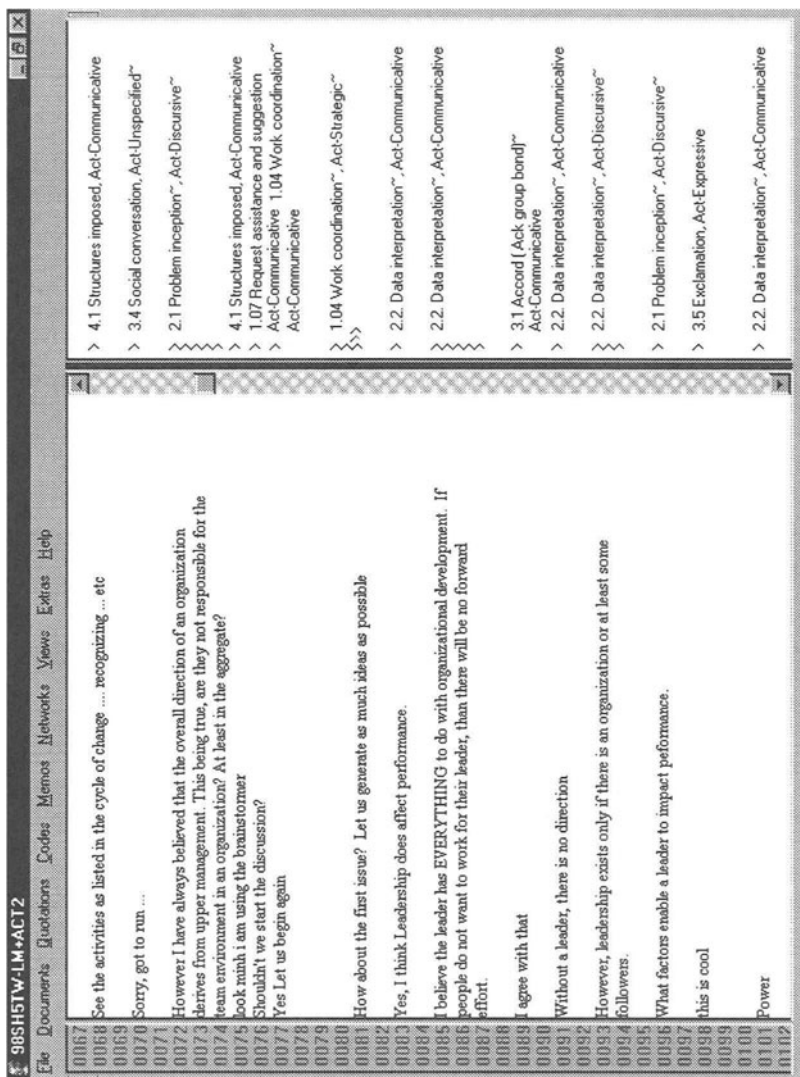 98SH5TW-LM+ACT2
File Documents Quotations Codes Memos Networks Views Extras Help
0067
0068 See the activities as listed in the cycle of change .... recognizing ... etc > 4.1 Structures imposed, Act-Communicative
0069
0070 Sorry, got to run ... > 3.4 Social conversation, Act-Unspecified~
0071
0072 However I have always believed that the overall direction of an organization > 2.1 Problem inception~, Act-Discursive~
0073 derives from upper management. This being true, are they not responsible for the
0074 team environment in an organization? At least in the aggregate?
0075 look minh i am using the brainstormer > 4.1 Structures imposed, Act-Communicative
0076 Shouldn't we start the discussion? > 1.07 Request assistance and suggestion
0077 Yes Let us begin again > Act-Communicative 1.04 Work coordination~
0078 Act-Communicative
0079
0080
0081 How about the first issue? Let us generate as much ideas as possible > 1.04 Work coordination~, Act-Strategic~
0082
0083 Yes, I think Leadership does affect performance. > 2.2. Data interpretation~, Act-Communicative
0084
0085 I believe the leader has EVERYTHING to do with organizational development. If > 2.2. Data interpretation~, Act-Communicative
0086 people do not want to work for their leader, than there will be no forward
0087 effort.
0088
0089 I agree with that > 3.1 Accord [ Ack group bond]~
0090 Act-Communicative
0091 Without a leader, there is no direction > 2.2. Data interpretation~, Act-Communicative
0092
0093 However, leadership exists only if there is an organization or at least some > 2.2. Data interpretation~, Act-Discursive~
0094 followers.
0095
0096 What factors enable a leader to impact peformance. > 2.1 Problem inception~, Act-Discursive~
0097
0098 this is cool > 3.5 Exclamation, Act-Expressive
0099
0100
0101 Power > 2.2. Data interpretation~, Act-Communicative
0102